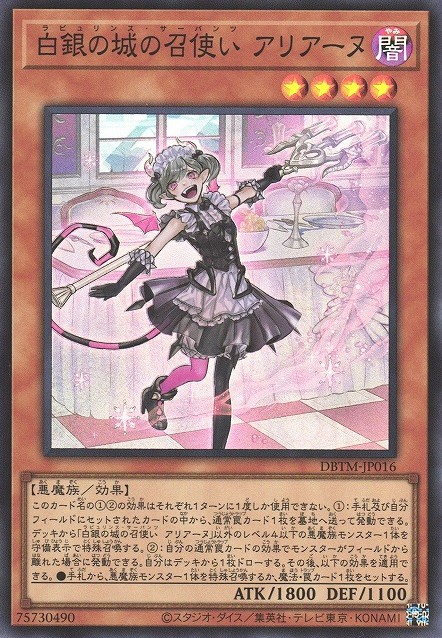 ラビュリンス・サーバンツ
白銀の城の召使い アリアーヌ
やみ
闇
DBTM-JP016
【悪魔族／効果】
このカード名の①②の効果はそれぞれ1ターンに1度しか使用できない。①：手札及び自分
フィールドにセットされたカードの中から、通常罠カード1枚を墓地へ送って発動できる。
デッキから「白銀の城の召使い アリアーヌ」以外のレベル4以下の悪魔族モンスター1体を
守備表示で特殊召喚する。②：自分の通常罠カードの効果でモンスターがフィールドか
ら離れた場合に発動できる。自分はデッキから1枚ドローする。その後、以下の効果を適用で
きる。●手札から、悪魔族モンスター1体を特殊召喚するか、魔法・罠カード1枚をセットする。
ATK/1800 DEF/1100
75730490
©スタジオ・ダイス/集英社・テレビ東京・KONAMI